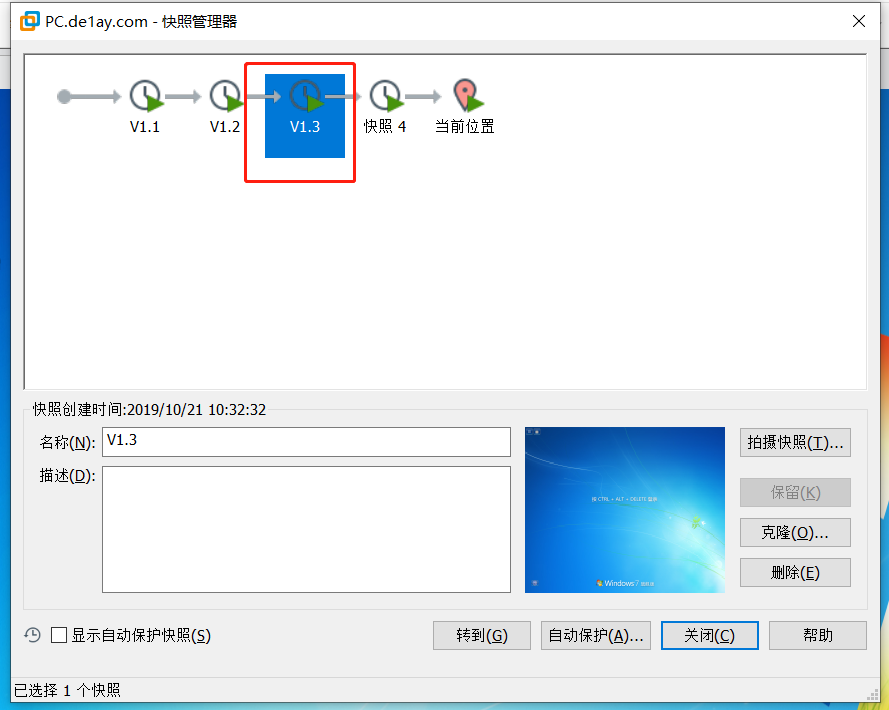 PC.de1ay.com - 快照管理器
V1.1
V1.2
V1.3
快照 4
当前位置
快照创建时间:2019/10/21 10:32:32
名称(N):
V1.3
描述(D):
按 CTRL + ALT + DELETE 登录
Windows 7
拍摄快照(T)...
保留(K)
克隆(O)...
删除(E)
显示自动保护快照(S)
转到(G)
自动保护(A)...
关闭(C)
帮助
已选择 1 个快照